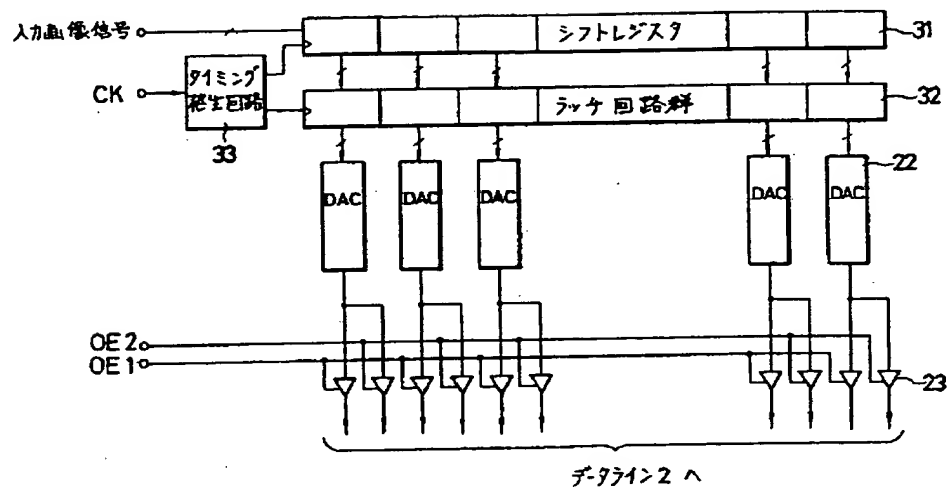 入力画像信号
シフトレジスタ
31
タイミング
発生回路
CK
33
ラッチ回路群
32
DAC
DAC
DAC
DAC
DAC
22
OE2
OE1
23
データライン2へ